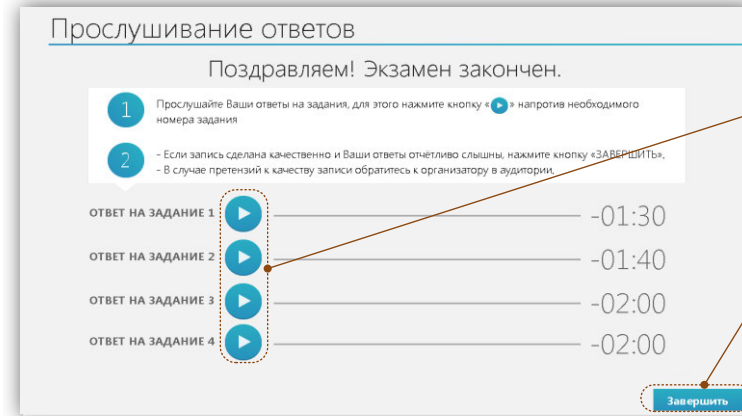 Прослушивание ответов
Поздравляем! Экзамен закончен.
1 Прослушайте Ваши ответы на задания, для этого нажмите кнопку « » напротив необходимого
номера задания
2 - Если запись сделана качественно и Ваши ответы отчётливо слышны, нажмите кнопку «ЗАВЕРШИТЬ»,
- В случае претензий к качеству записи обратитесь к организатору в аудитории,
ОТВЕТ НА ЗАДАНИЕ 1 -01:30
ОТВЕТ НА ЗАДАНИЕ 2 -01:40
ОТВЕТ НА ЗАДАНИЕ 3 -02:00
ОТВЕТ НА ЗАДАНИЕ 4 -02:00
Завершить